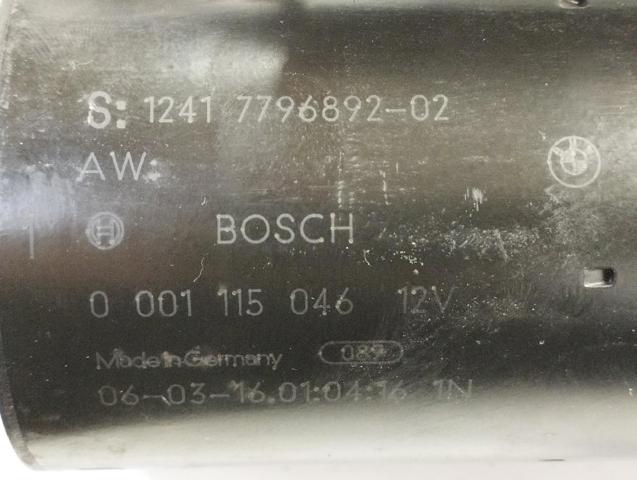 S: 1241 7796892-02
AW:
BOSCH
0 001 115 046 12V
Made in Germany 089
06-03-16.01:04:16 1N